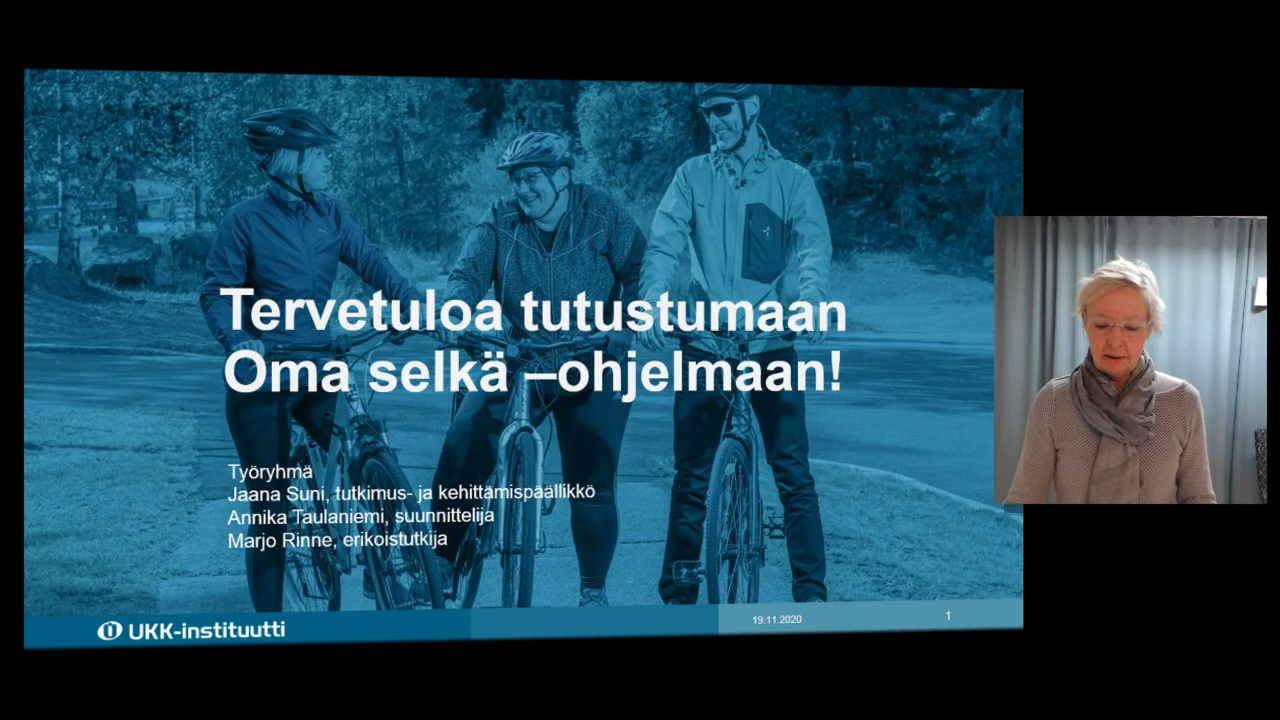 Tervetuloa tutustumaan
Oma selkä –ohjelmaan!
Työryhmä
Jaana Suni, tutkimus- ja kehittämispäällikkö
Annika Taulaniemi, suunnittelija
Marjo Rinne, erikoistutkija
UKK-instituutti
19.11.2020
1